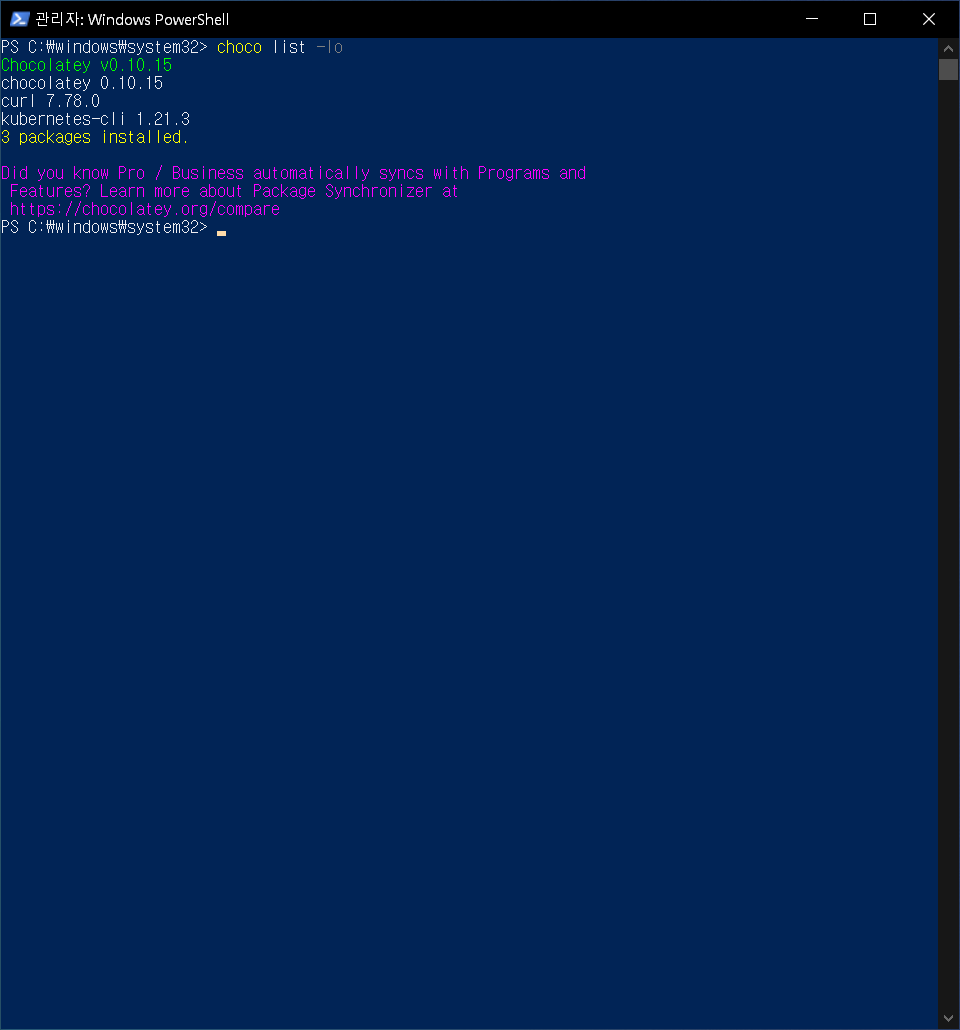 관리자: Windows PowerShell
PS C:₩windows₩system32> choco list -lo
Chocolatey v0.10.15
chocolatey 0.10.15
curl 7.78.0
kubernetes-cli 1.21.3
3 packages installed.
Did you know Pro / Business automatically syncs with Programs and
Features? Learn more about Package Synchronizer at
https://chocolatey.org/compare
PS C:₩windows₩system32>